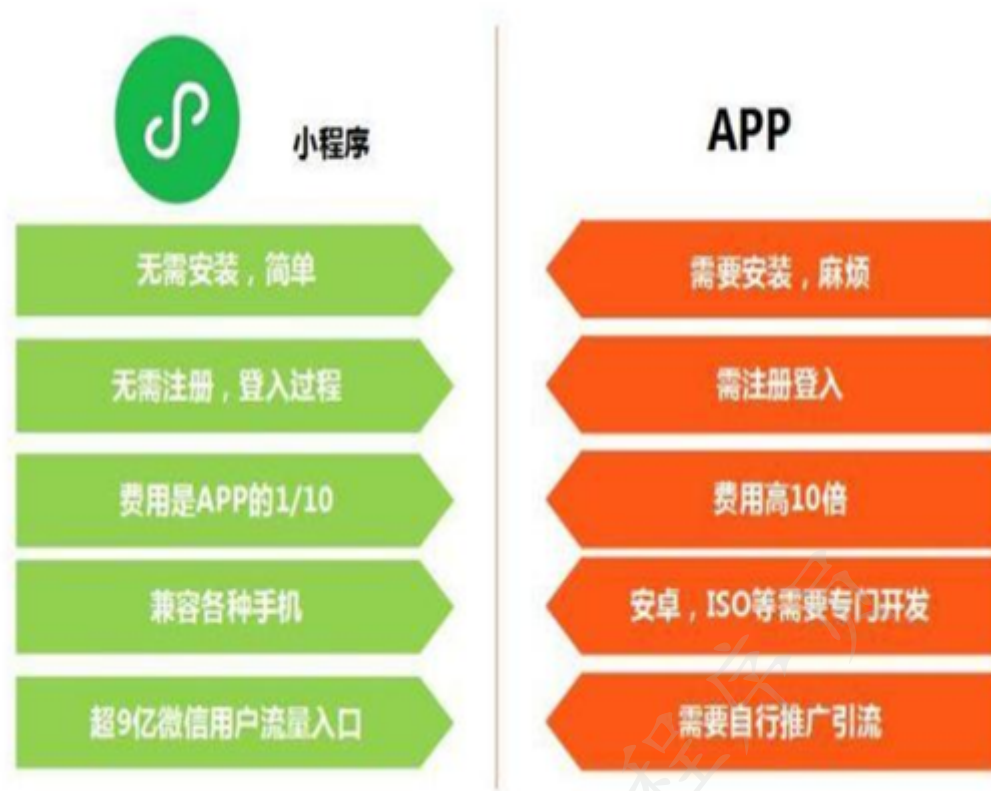 小程序
APP
无需安装，简单
需要安装，麻烦
无需注册，登入过程
需注册登入
费用是APP的1/10
费用高10倍
兼容各种手机
安卓，ISO等需要专门开发
超9亿微信用户流量入口
需要自行推广引流
程序员